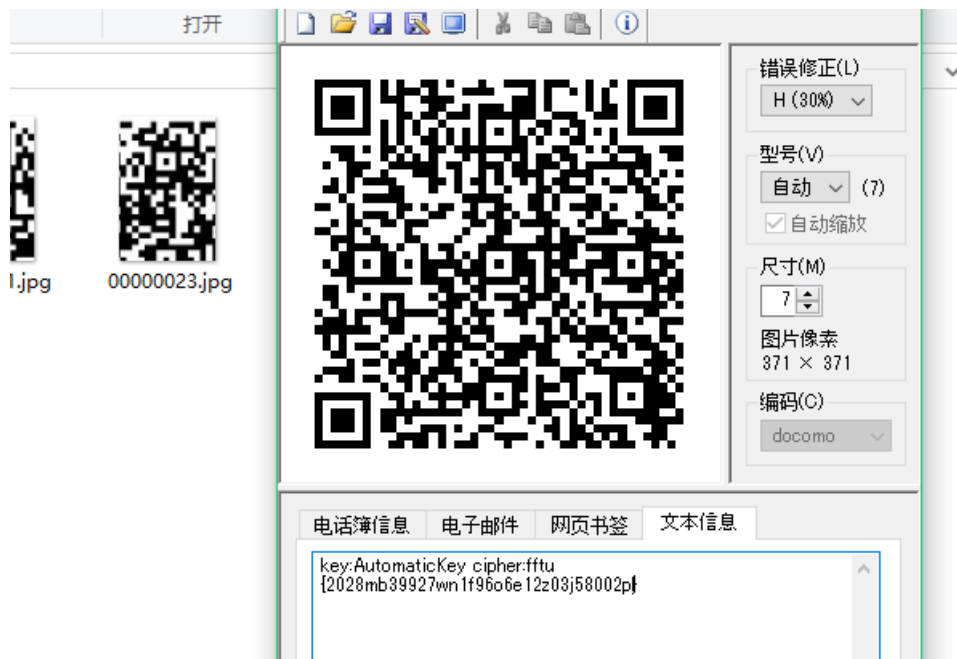 打开
错误修正(L)
H (30%)
型号(V)
自动 (7)
自动缩放
尺寸(M)
7
图片像素
371 × 371
编码(C)
docomo
.jpg
00000023.jpg
电话簿信息 电子邮件 网页书签 文本信息
key:AutomaticKey cipher:fftu
{2028mb39927wn1f96o6e12z03j58002p}